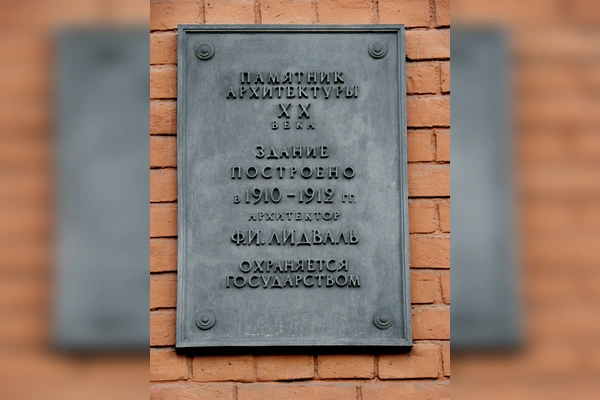 ПАМЯТНИК
АРХИТЕКТУРЫ
XX
ВЕКА
ЗДАНИЕ
ПОСТРОЕНО
В 1910-1912 ГГ.
АРХИТЕКТОР
Ф.И.ЛИДВАЛЬ
ОХРАНЯЕТСЯ
ГОСУДАРСТВОМ